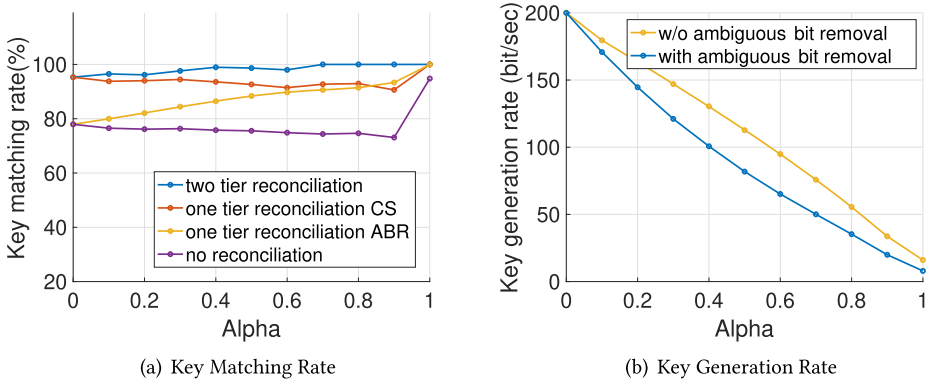 Key matching rate(%)
100
80
60
40
20
two tier reconciliation
one tier reconciliation CS
one tier reconciliation ABR
no reconciliation
0 0.2 0.4 0.6 0.8 1
Alpha
(a) Key Matching Rate
Key generation rate (bit/sec)
200
150
100
50
0
w/o ambiguous bit removal
with ambiguous bit removal
0 0.2 0.4 0.6 0.8 1
Alpha
(b) Key Generation Rate